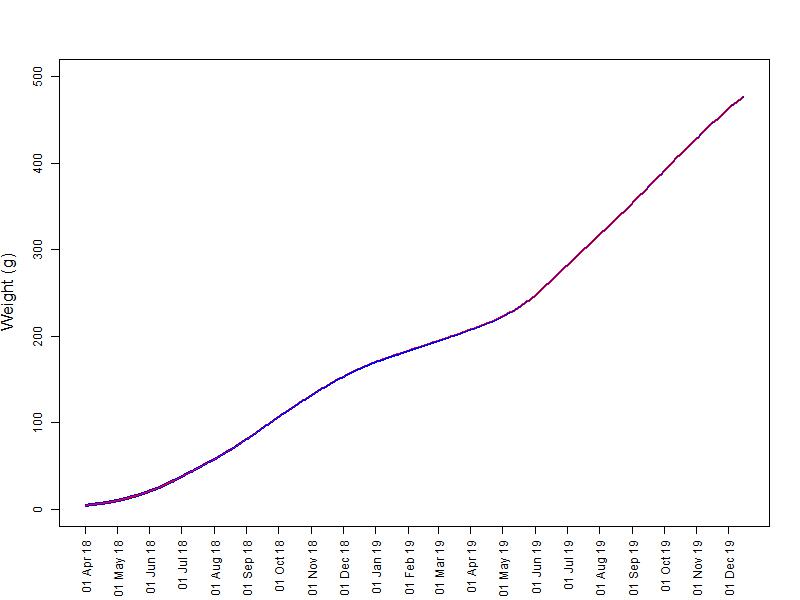 500
400
300
200
100
0
Weight (g)
01 Apr 18
01 May 18
01 Jun 18
01 Jul 18
01 Aug 18
01 Sep 18
01 Oct 18
01 Nov 18
01 Dec 18
01 Jan 19
01 Feb 19
01 Mar 19
01 Apr 19
01 May 19
01 Jun 19
01 Jul 19
01 Aug 19
01 Sep 19
01 Oct 19
01 Nov 19
01 Dec 19